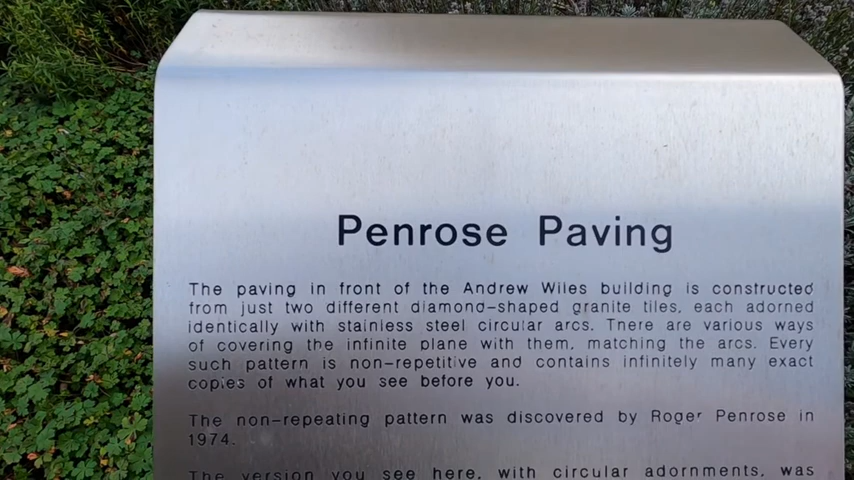 Penrose Paving
The paving in front of the Andrew Wiles building is constructed
from just two different diamond-shaped granite tiles, each adorned
identically with stainless steel circular arcs. There are various ways
of covering the infinite plane with them, matching the arcs. Every
such pattern is non-repetitive and contains infinitely many exact
copies of what you see before you.
The non-repeating pattern was discovered by Roger Penrose in
1974.
The version you see here, with circular adornments, was